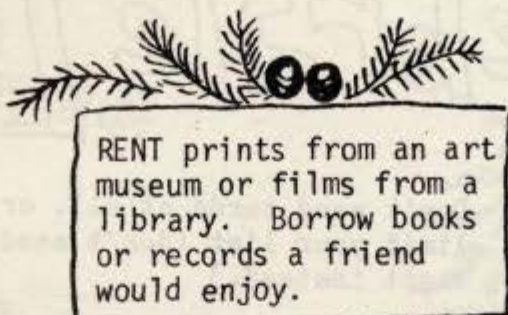 RENT prints from an art
museum or films from a
library. Borrow books
or records a friend
would enjoy.